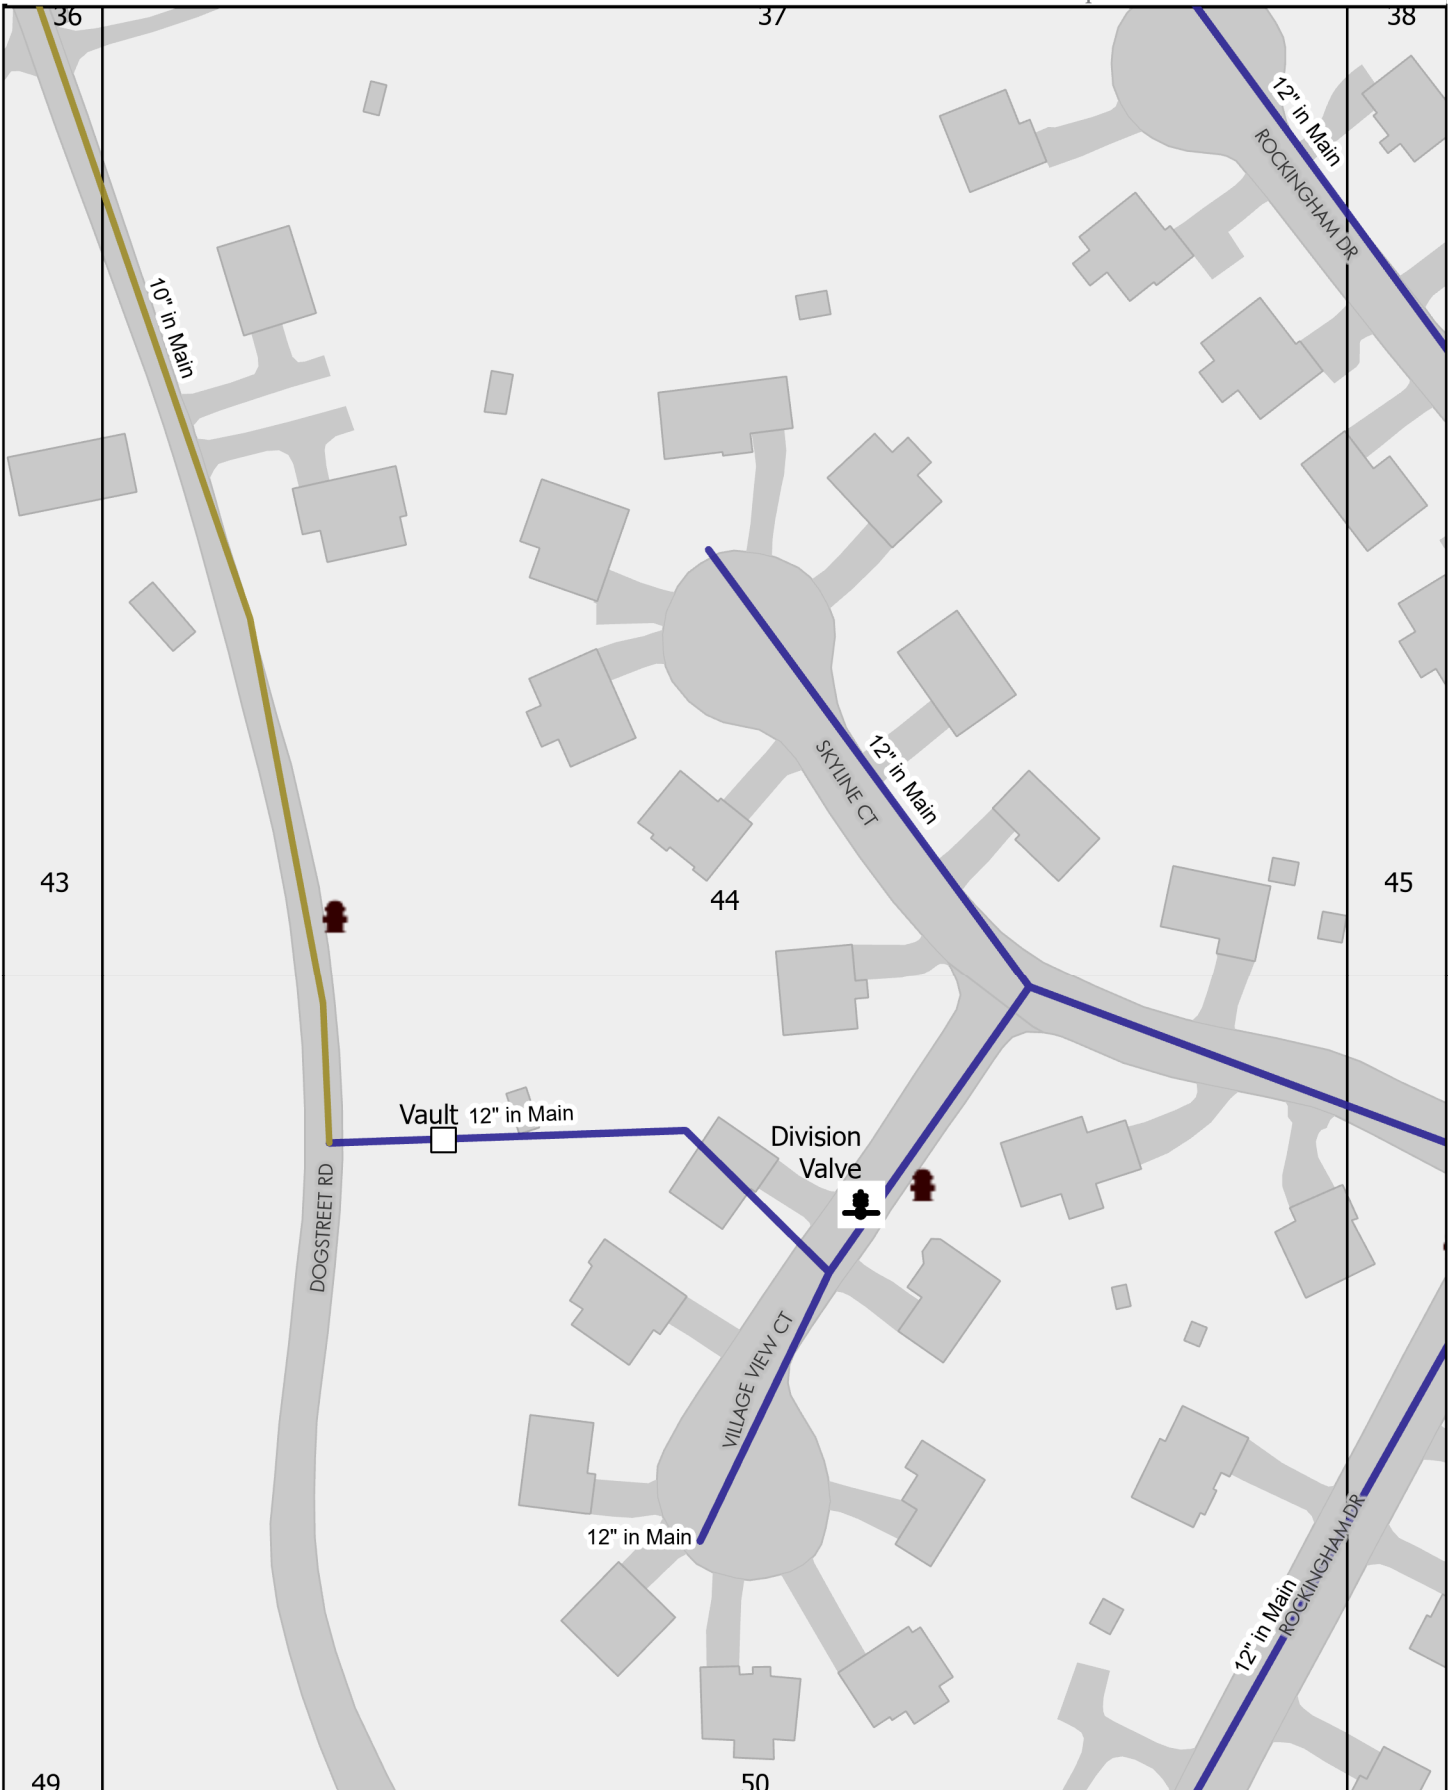 36
37
38
12" in Main
ROCKINGHAM DR
10" in Main
12" in Main
SKYLINE CT
43
44
45
Vault
12" in Main
Division
Valve
DOGSTREET RD
VILLAGE VIEW CT
12" in Main
ROCKINGHAM DR
12" in Main
49
50